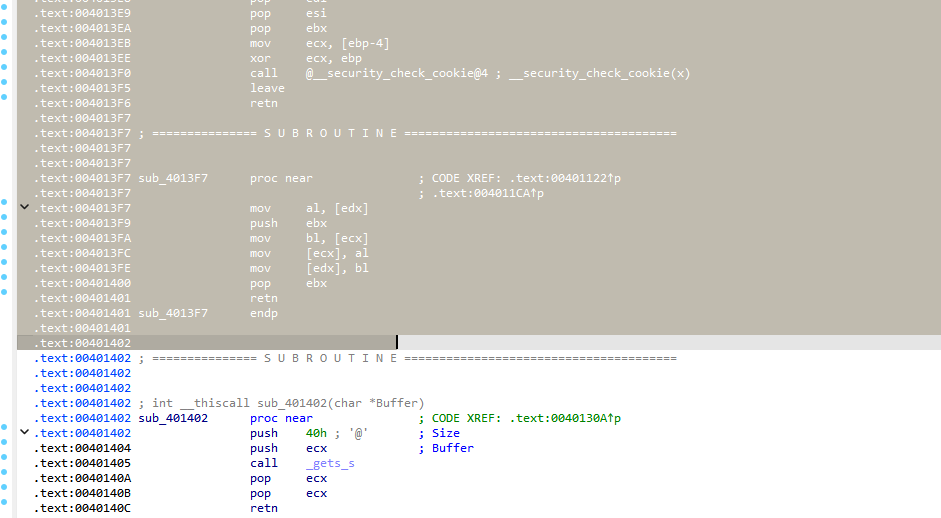 .text:004013E8 pop edi
.text:004013E9 pop esi
.text:004013EA pop ebx
.text:004013EB mov ecx, [ebp-4]
.text:004013EE xor ecx, ebp
.text:004013F0 call @__security_check_cookie@4 ; __security_check_cookie(x)
.text:004013F5 leave
.text:004013F6 retn
.text:004013F7
.text:004013F7 ; =============== S U B R O U T I N E =======================================
.text:004013F7
.text:004013F7
.text:004013F7 sub_4013F7 proc near ; CODE XREF: .text:00401122↑p
.text:004013F7 ; .text:004011CA↑p
.text:004013F7 mov al, [edx]
.text:004013F9 push ebx
.text:004013FA mov bl, [ecx]
.text:004013FC mov [ecx], al
.text:004013FE mov [edx], bl
.text:00401400 pop ebx
.text:00401401 retn
.text:00401401 sub_4013F7 endp
.text:00401401
.text:00401402
.text:00401402 ; =============== S U B R O U T I N E =======================================
.text:00401402
.text:00401402
.text:00401402 ; int __thiscall sub_401402(char *Buffer)
.text:00401402 sub_401402 proc near ; CODE XREF: .text:0040130A↑p
.text:00401402 push 40h ; '@' ; Size
.text:00401404 push ecx ; Buffer
.text:00401405 call _gets_s
.text:0040140A pop ecx
.text:0040140B pop ecx
.text:0040140C retn